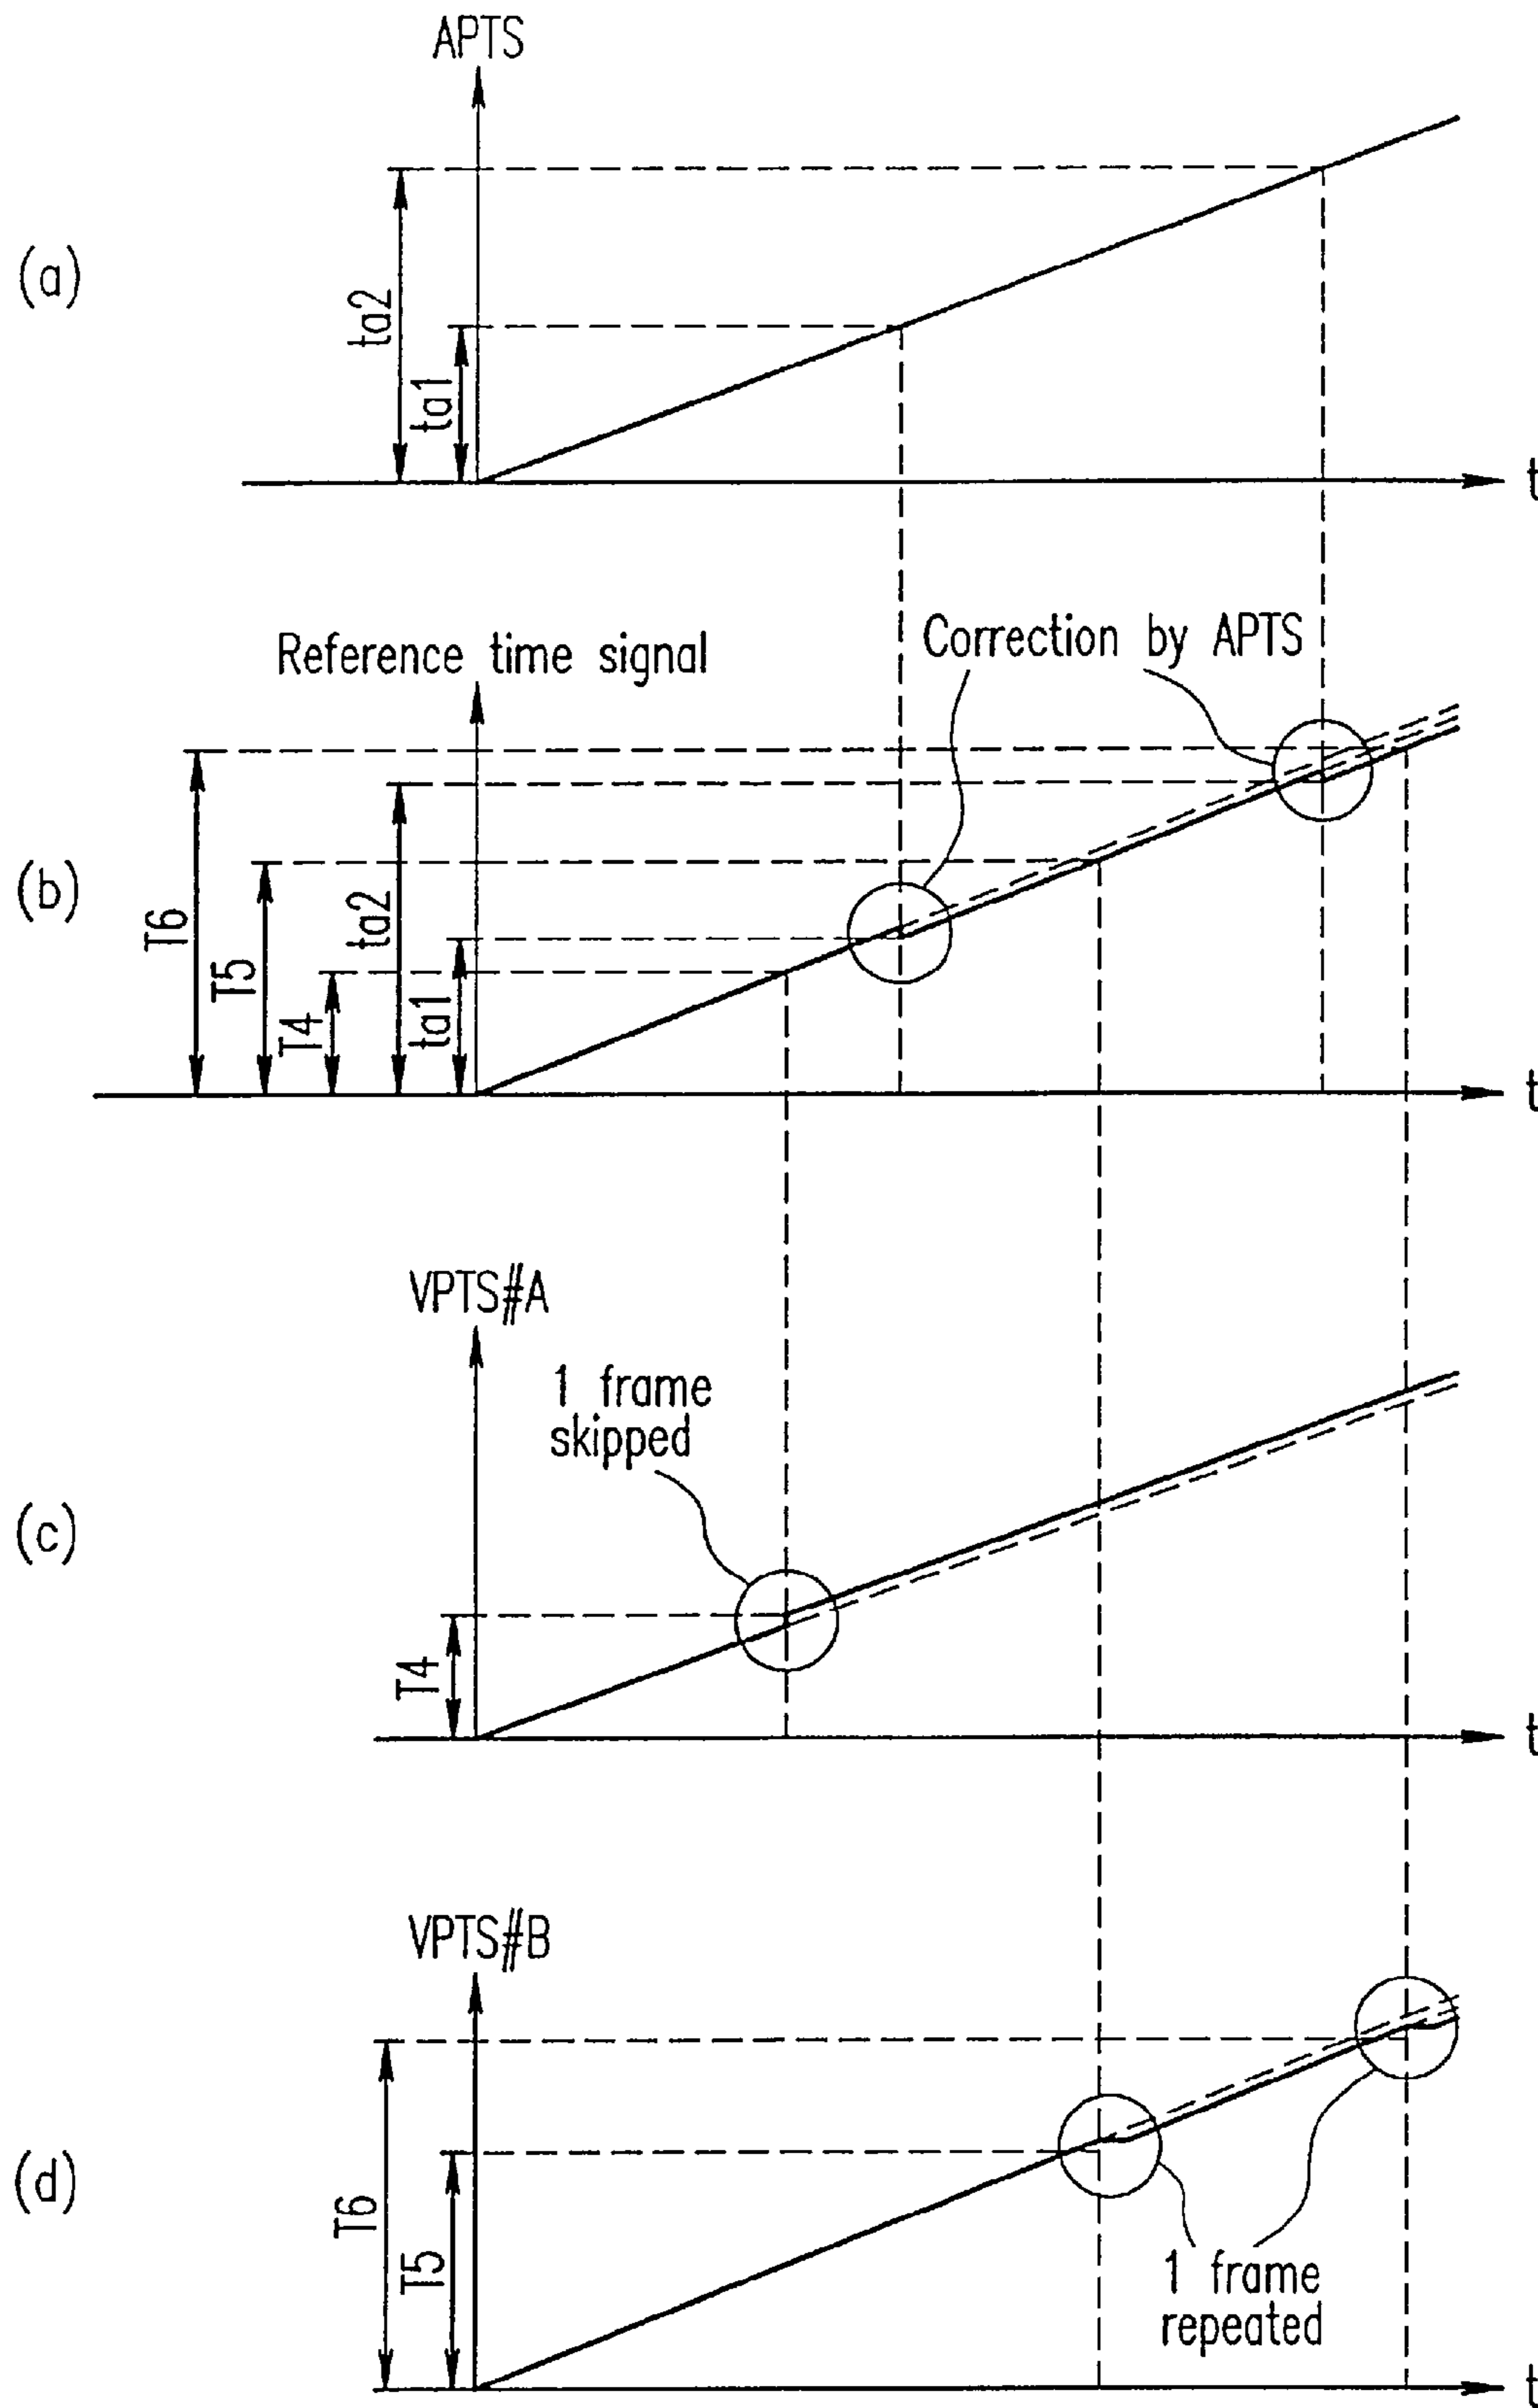 APTS
(a)
ta2
ta1
t
Reference time signal
Correction by APTS
(b)
T6
T5
T4
ta2
ta1
t
VPTS#A
1 frame
skipped
(c)
T4
t
VPTS#B
(d)
T6
T5
1 frame
repeated
t